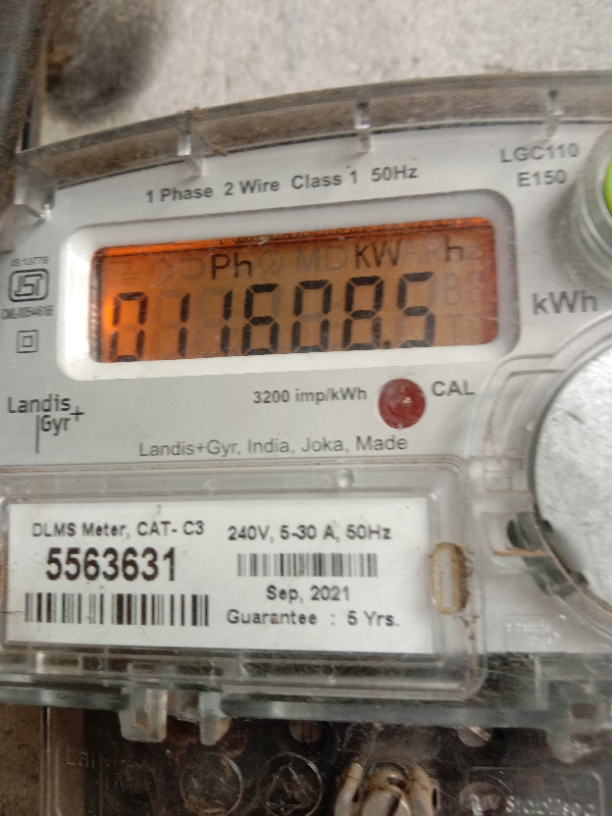 LGC110
E150
1 Phase 2 Wire Class 1 50Hz
IS:13779
Ph MD kW h
011608.5
kWh
3200 imp/kWh
CAL
Landis
Gyr+
Landis+Gyr, India, Joka, Made
DLMS Meter, CAT- C3
5563631
240V, 5-30 A, 50Hz
Sep, 2021
Guarantee : 5 Yrs.